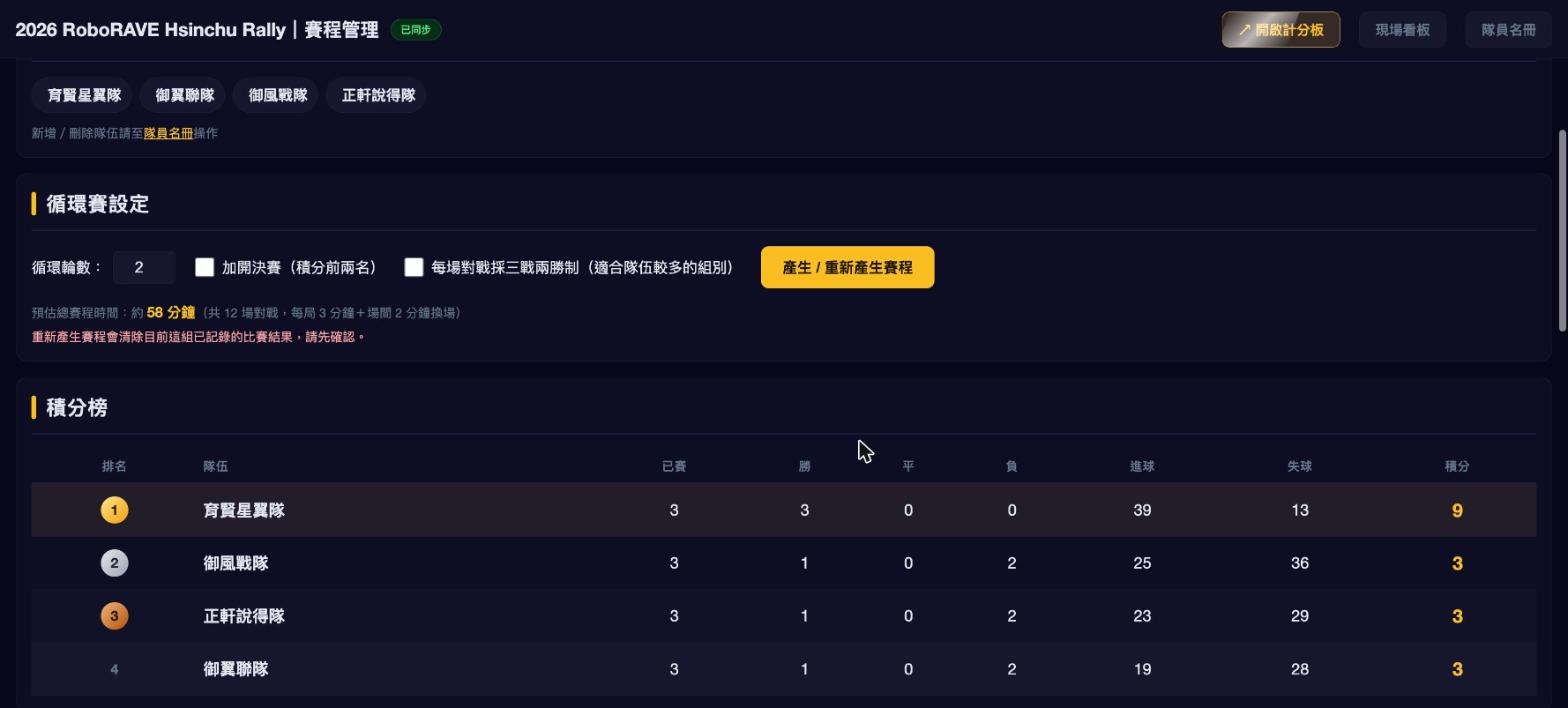 2026 RoboRAVE Hsinchu Rally｜賽程管理 已同步 ↗ 開啟計分板 現場看板 隊員名冊
育賢星翼隊 御翼聯隊 御風戰隊 正軒說得隊
新增 / 刪除隊伍請至隊員名冊操作
循環賽設定
循環輪數： 2 加開決賽（積分前兩名） 每場對戰採三戰兩勝制（適合隊伍較多的組別） 產生 / 重新產生賽程
預估總賽程時間：約 58 分鐘（共 12 場對戰，每局 3 分鐘＋場間 2 分鐘換場）
重新產生賽程會清除目前這組已記錄的比賽結果，請先確認。
積分榜
排名 隊伍 已賽 勝 平 負 進球 失球 積分
1 育賢星翼隊 3 3 0 0 39 13 9
2 御風戰隊 3 1 0 2 25 36 3
3 正軒說得隊 3 1 0 2 23 29 3
4 御翼聯隊 3 1 0 2 19 28 3